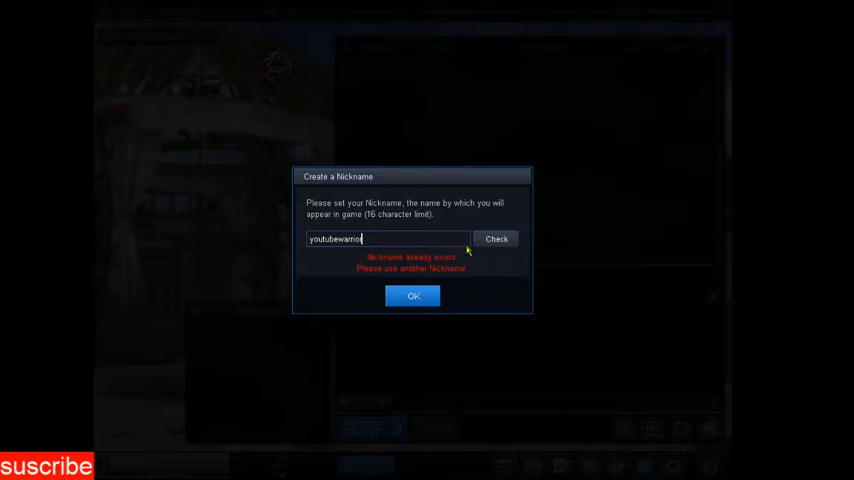 Create a Nickname
Please set your Nickname, the name by which you will
appear in game (16 character limit).
youtubewarrior
Check
Nickname already exists.
Please use another Nickname.
OK
suscribe